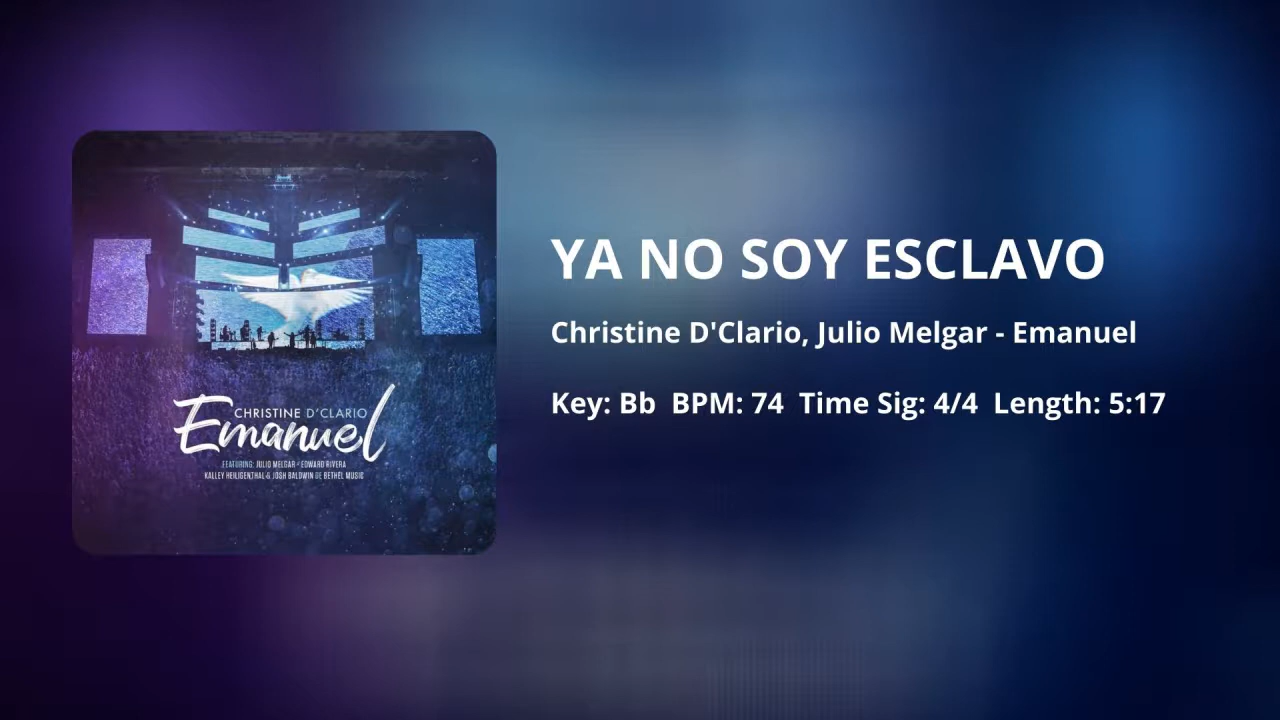 CHRISTINE D'CLARIO
Emanuel
FEATURING: JULIO MELGAR - EDWARD RIVERA
KALLEY HEILIGENTHAL & JOSH BALDWIN DE BETHEL MUSIC
YA NO SOY ESCLAVO
Christine D'Clario, Julio Melgar - Emanuel
Key: Bb BPM: 74 Time Sig: 4/4 Length: 5:17